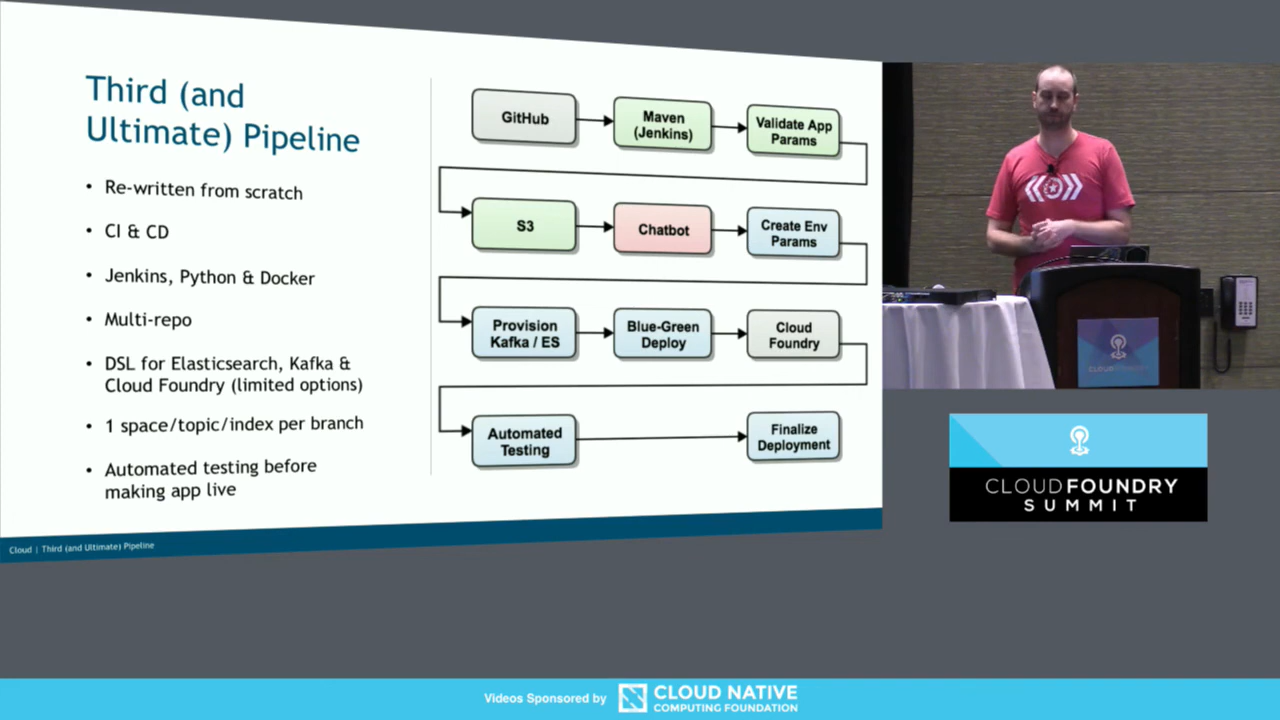 Third (and
Ultimate) Pipeline
• Re-written from scratch
• CI & CD
• Jenkins, Python & Docker
• Multi-repo
• DSL for Elasticsearch, Kafka &
Cloud Foundry (limited options)
• 1 space/topic/index per branch
• Automated testing before
making app live
GitHub
Maven
(Jenkins)
Validate App
Params
S3
Chatbot
Create Env
Params
Provision
Kafka / ES
Blue-Green
Deploy
Cloud
Foundry
Automated
Testing
Finalize
Deployment
Cloud | Third (and Ultimate) Pipeline
CLOUD FOUNDRY
CLOUD FOUNDRY
SUMMIT
Videos Sponsored by
CLOUD NATIVE
COMPUTING FOUNDATION